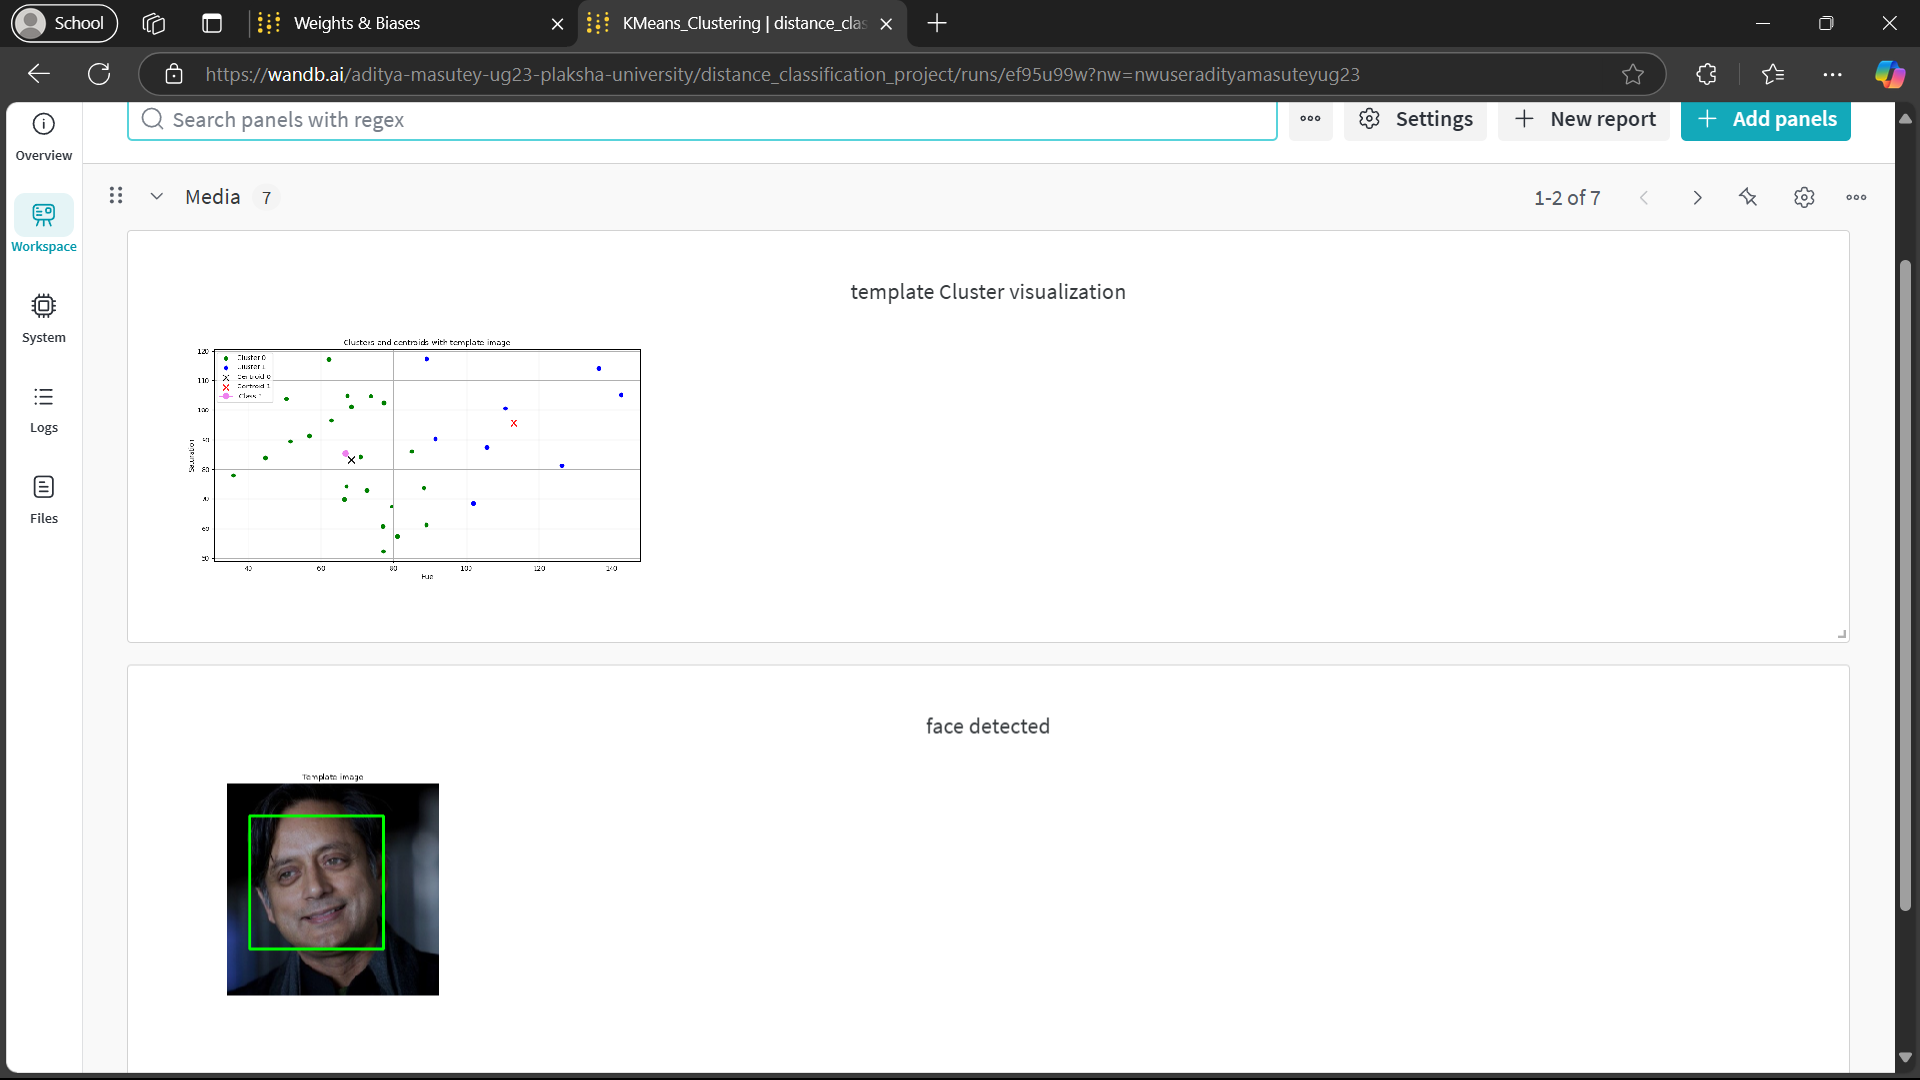 School
Weights & Biases
KMeans_Clustering | distance_clas
https://wandb.ai/aditya-masutey-ug23-plaksha-university/distance_classification_project/runs/ef95u99w?nw=nwuseradityamasuteyug23
Search panels with regex
Settings
New report
Add panels
Overview
Workspace
System
Logs
Files
Media 7
1-2 of 7
template Cluster visualization
Clusters and centroids with template image
Cluster 0
Cluster 1
Centroid 0
Centroid 1
Class 1
Saturation
120
110
100
90
80
70
60
50
40 60 80 100 120 140
Hue
face detected
Template image